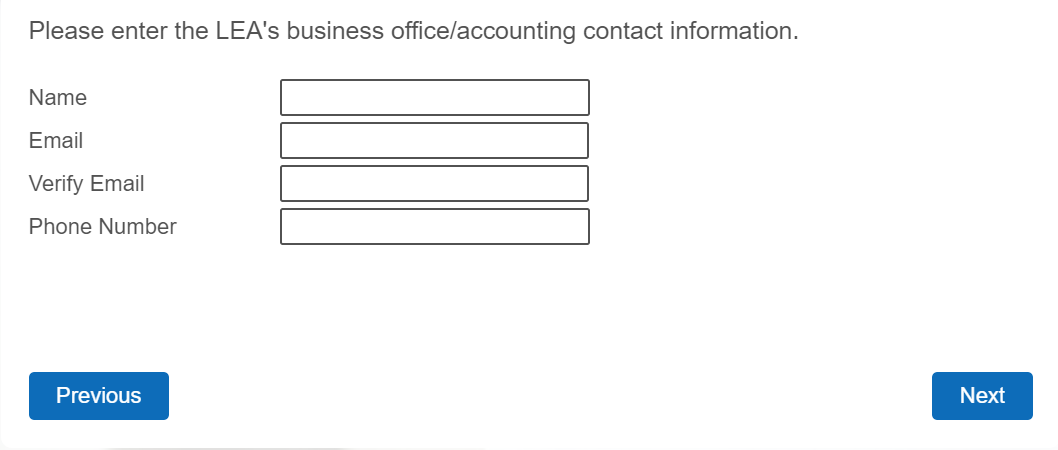 Please enter the LEA's business office/accounting contact information.
Name
Email
Verify Email
Phone Number
Previous
Next